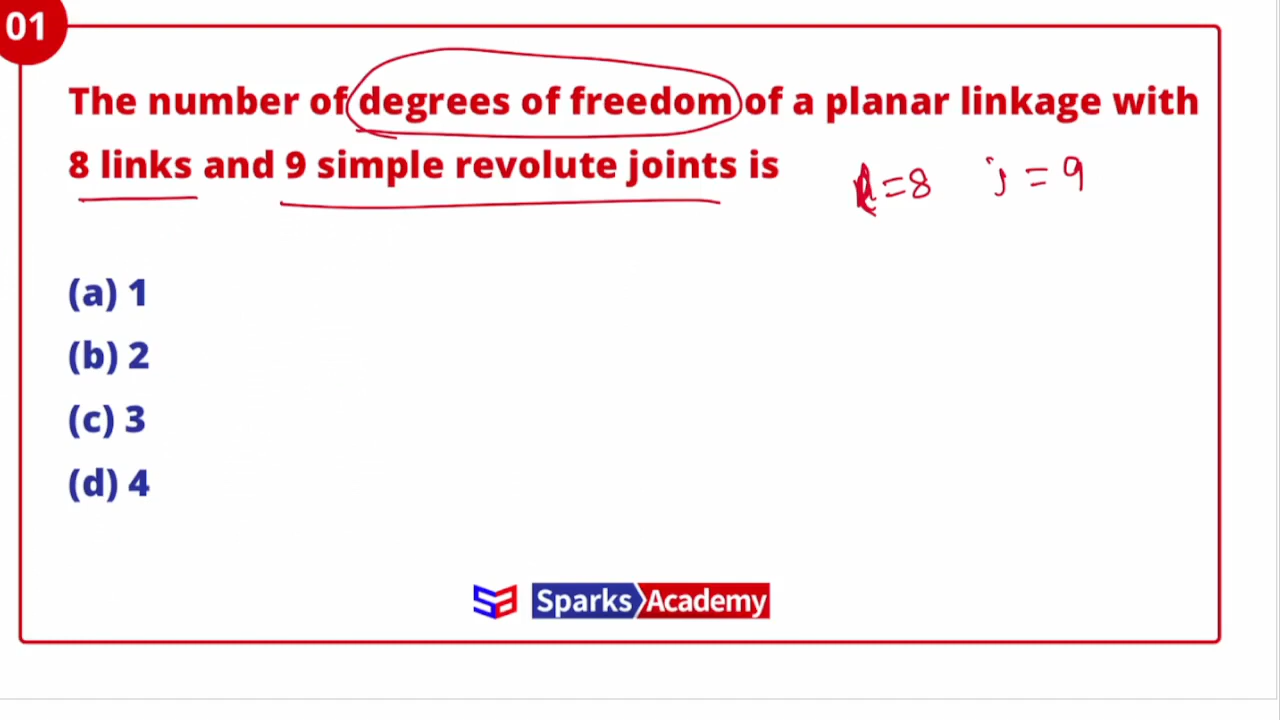 01
The number of degrees of freedom of a planar linkage with
8 links and 9 simple revolute joints is
=8 j = 9
(a) 1
(b) 2
(c) 3
(d) 4
Sparks Academy